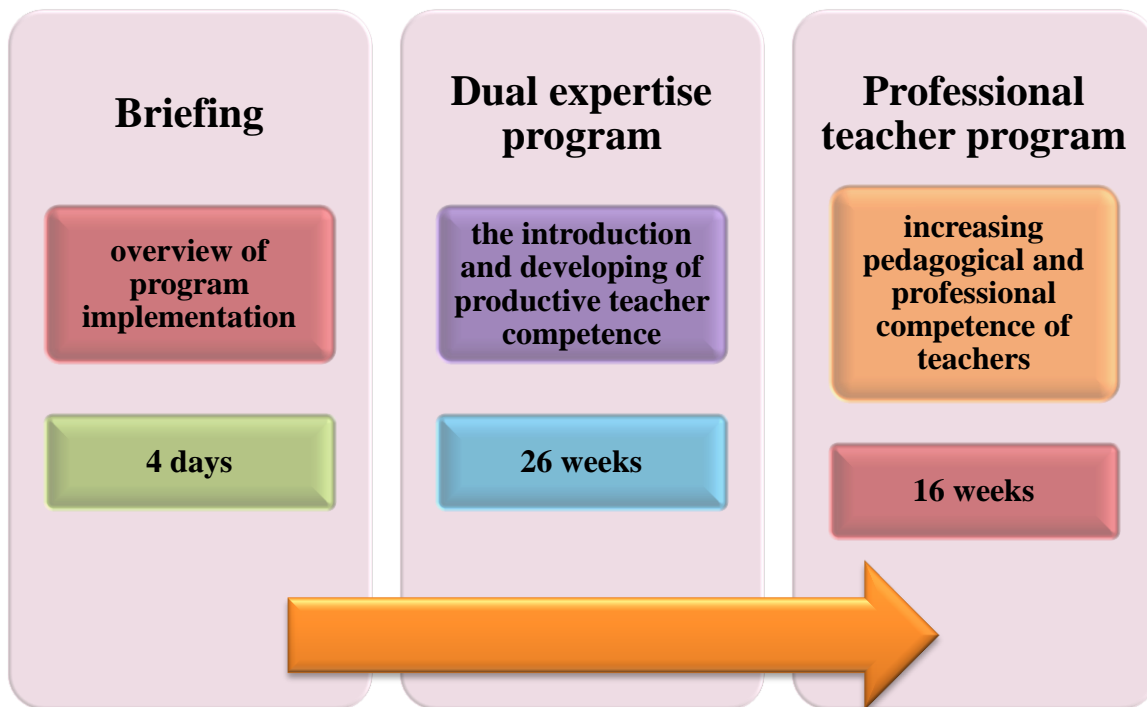 Briefing
overview of
program
implementation
4 days
Dual expertise
program
the introduction
and developing of
productive teacher
competence
26 weeks
Professional
teacher program
increasing
pedagogical and
professional
competence of
teachers
16 weeks